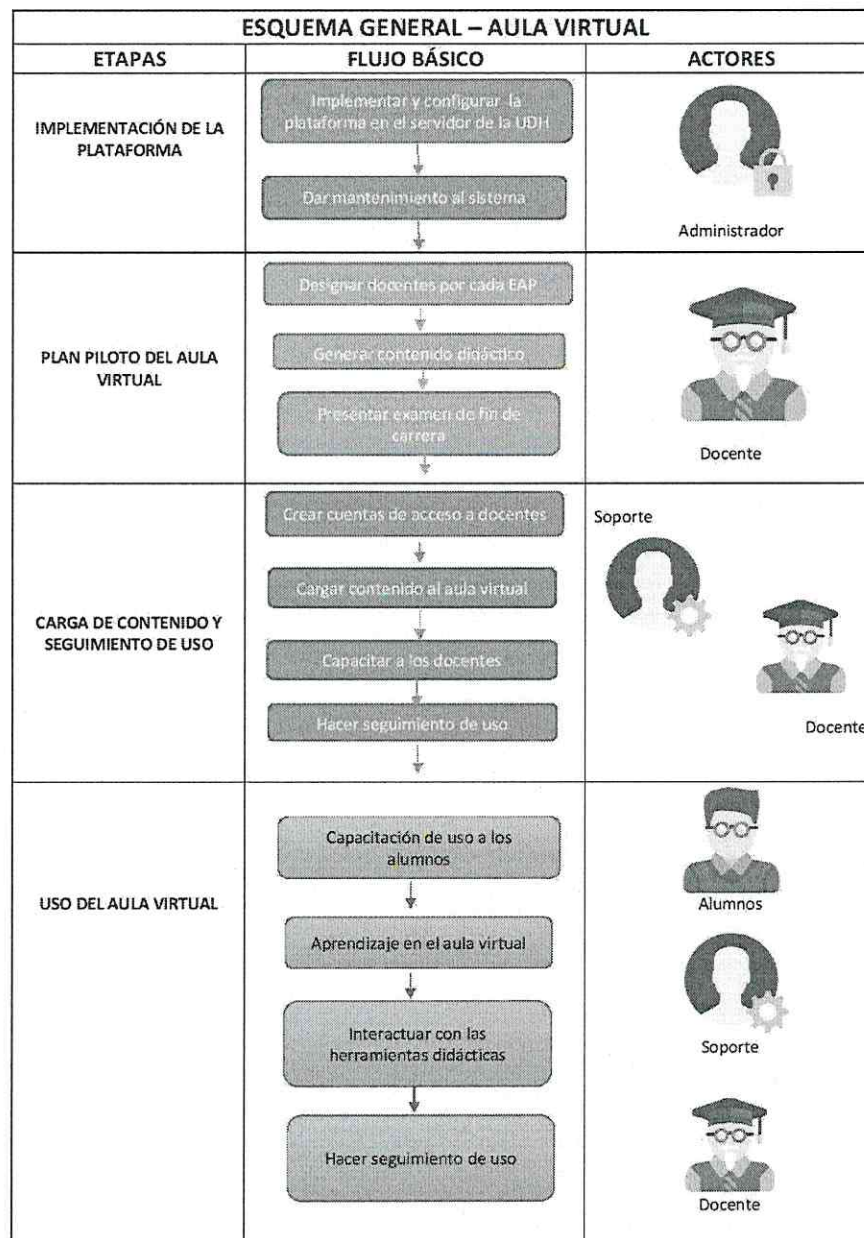 ESQUEMA GENERAL – AULA VIRTUAL
ETAPAS
FLUJO BÁSICO
ACTORES
IMPLEMENTACIÓN DE LA
PLATAFORMA
Implementar y configurar la
plataforma en el servidor de la UDH
Dar mantenimiento al sistema
Administrador
PLAN PILOTO DEL AULA
VIRTUAL
Designar docentes por cada EAP
Generar contenido didáctico
Presentar examen de fin de
carrera
Docente
CARGA DE CONTENIDO Y
SEGUIMIENTO DE USO
Crear cuentas de acceso a docentes
Cargar contenido al aula virtual
Capacitar a los docentes
Hacer seguimiento de uso
Soporte
Docente
USO DEL AULA VIRTUAL
Capacitación de uso a los
alumnos
Aprendizaje en el aula virtual
Interactuar con las
herramientas didácticas
Hacer seguimiento de uso
Alumnos
Soporte
Docente